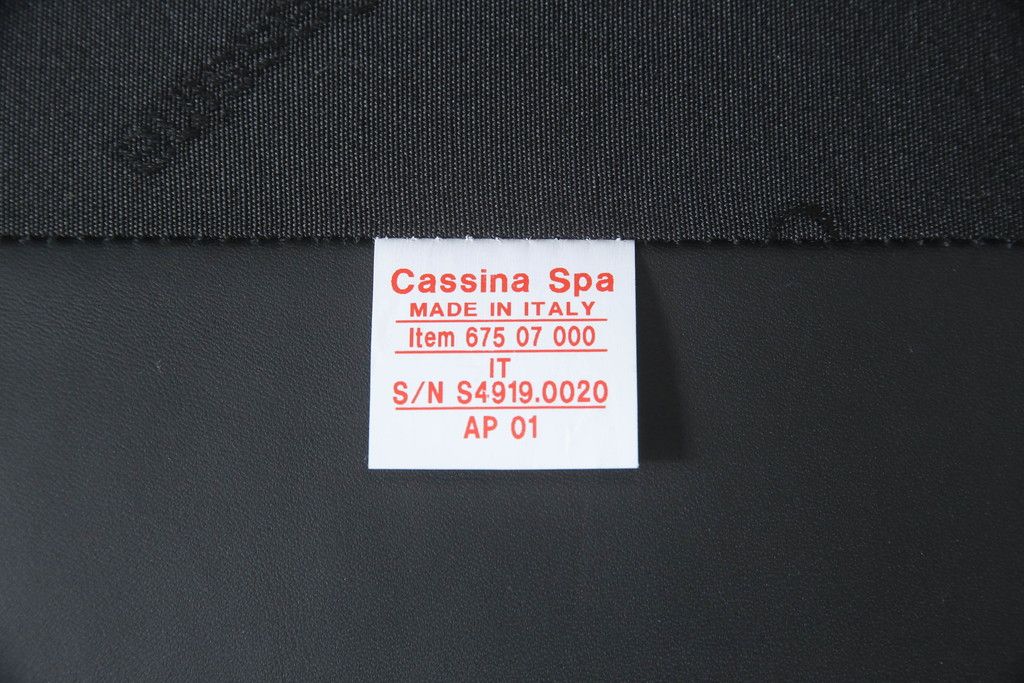 Cassina Spa
MADE IN ITALY
Item 675 07 000
IT
S/N S4919.0020
AP 01